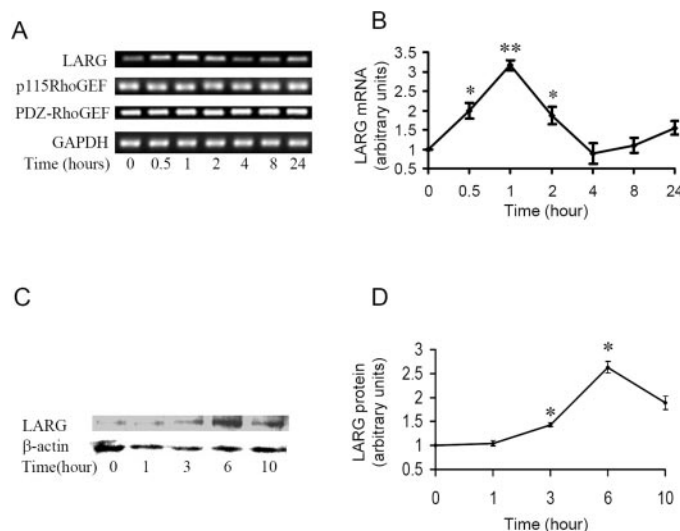 A
LARG
p115RhoGEF
PDZ-RhoGEF
GAPDH
Time (hours) 0 0.5 1 2 4 8 24
B
LARG mRNA
(arbitrary units)
3.5
3
2.5
2
1.5
1
0.5
* ** *
0 0.5 1 2 4 8 24
Time (hour)
C
LARG
β-actin
Time(hour) 0 1 3 6 10
D
LARG protein
(arbitrary units)
3
2.5
2
1.5
1
0.5
* *
0 1 3 6 10
Time (hour)